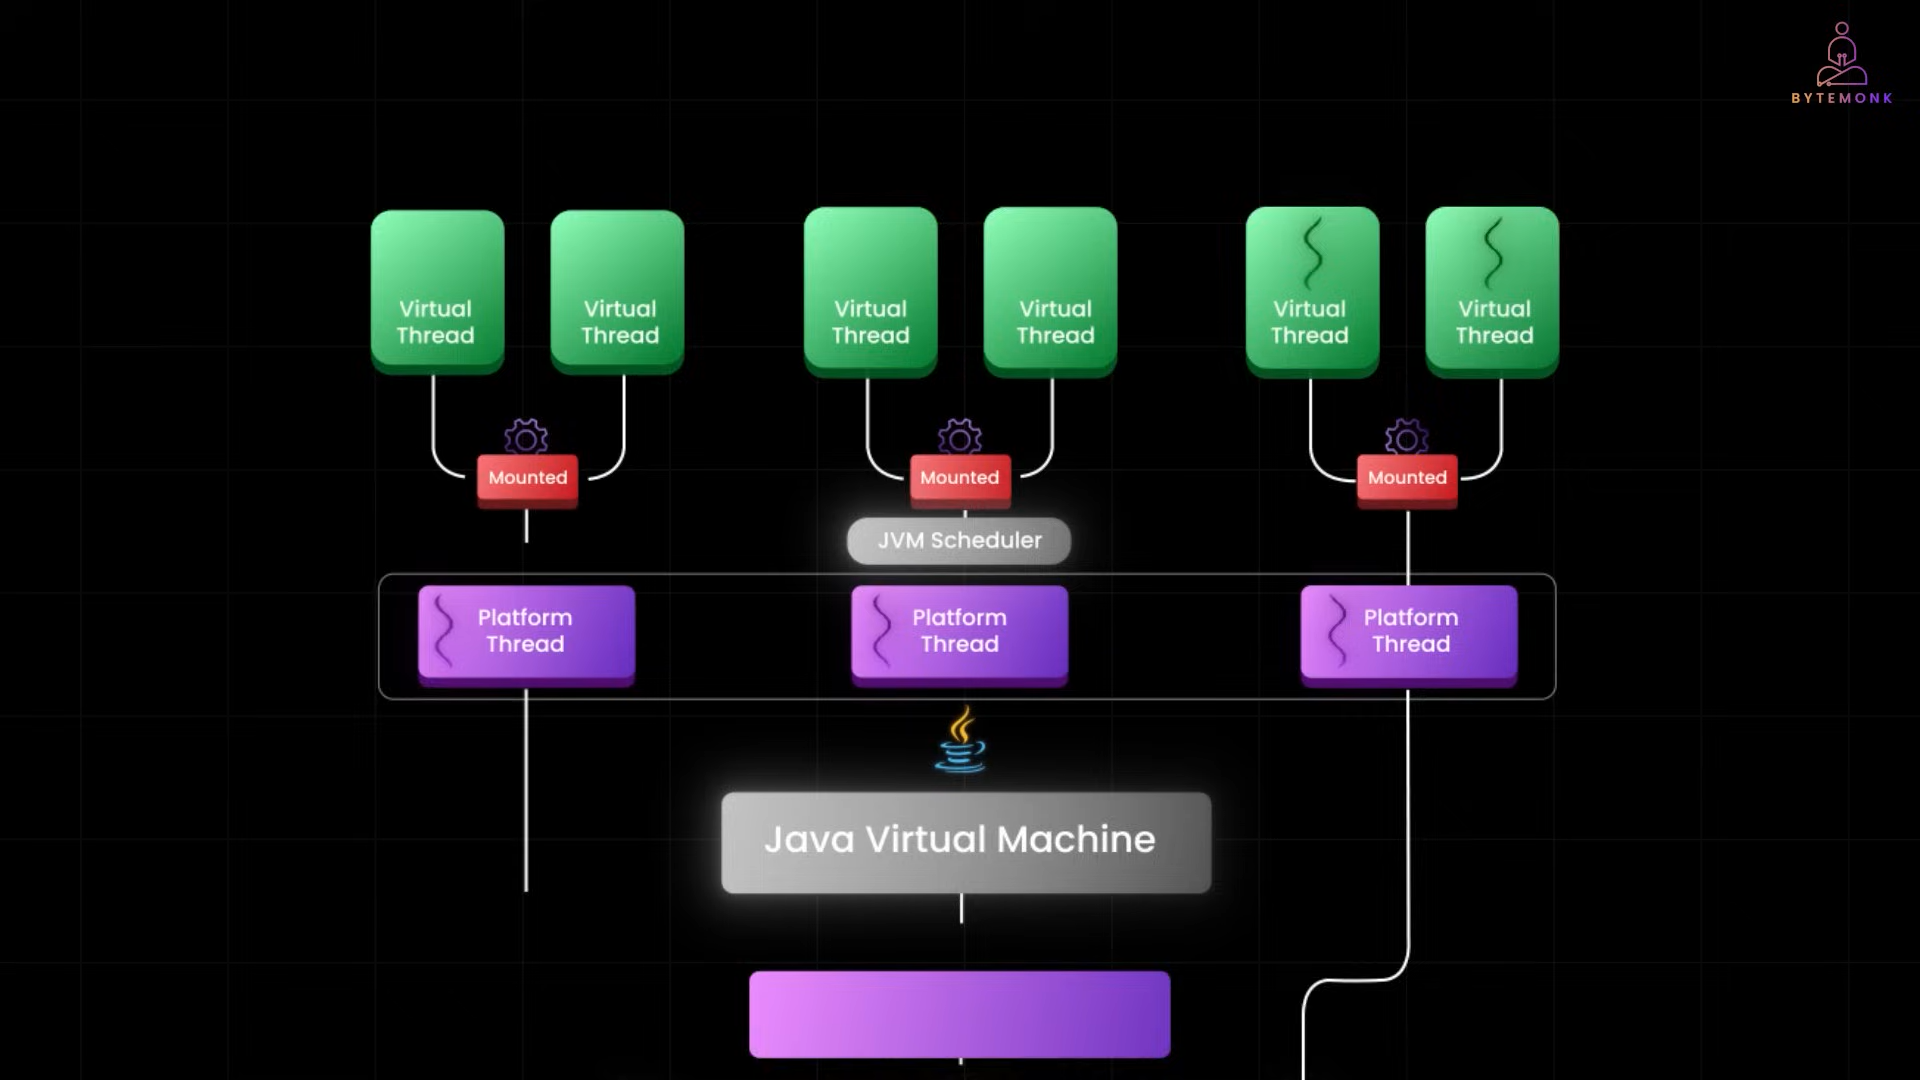 BYTEMONK
Virtual
Thread
Virtual
Thread
Virtual
Thread
Virtual
Thread
Virtual
Thread
Virtual
Thread
Mounted
Mounted
Mounted
JVM Scheduler
Platform
Thread
Platform
Thread
Platform
Thread
Java Virtual Machine